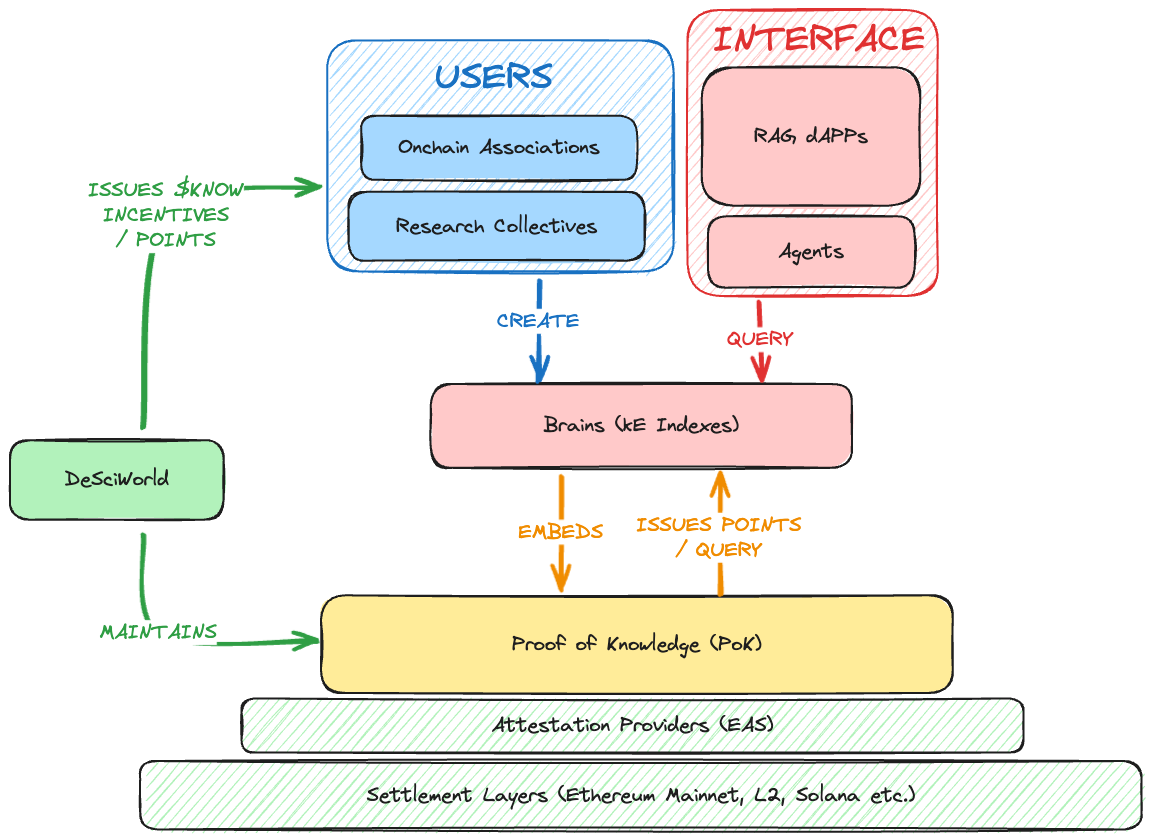 INTERFACE
USERS
RAG, dAPPs
Onchain Associations
ISSUES $KNOW
INCENTIVES
/ POINTS
Research Collectives
Agents
CREATE
QUERY
Brains (kE Indexes)
DeSciWorld
EMBEDS
ISSUES POINTS
/ QUERY
MAINTAINS
Proof of Knowledge (PoK)
Attestation Providers (EAS)
Settlement Layers (Ethereum Mainnet, L2, Solana etc.)